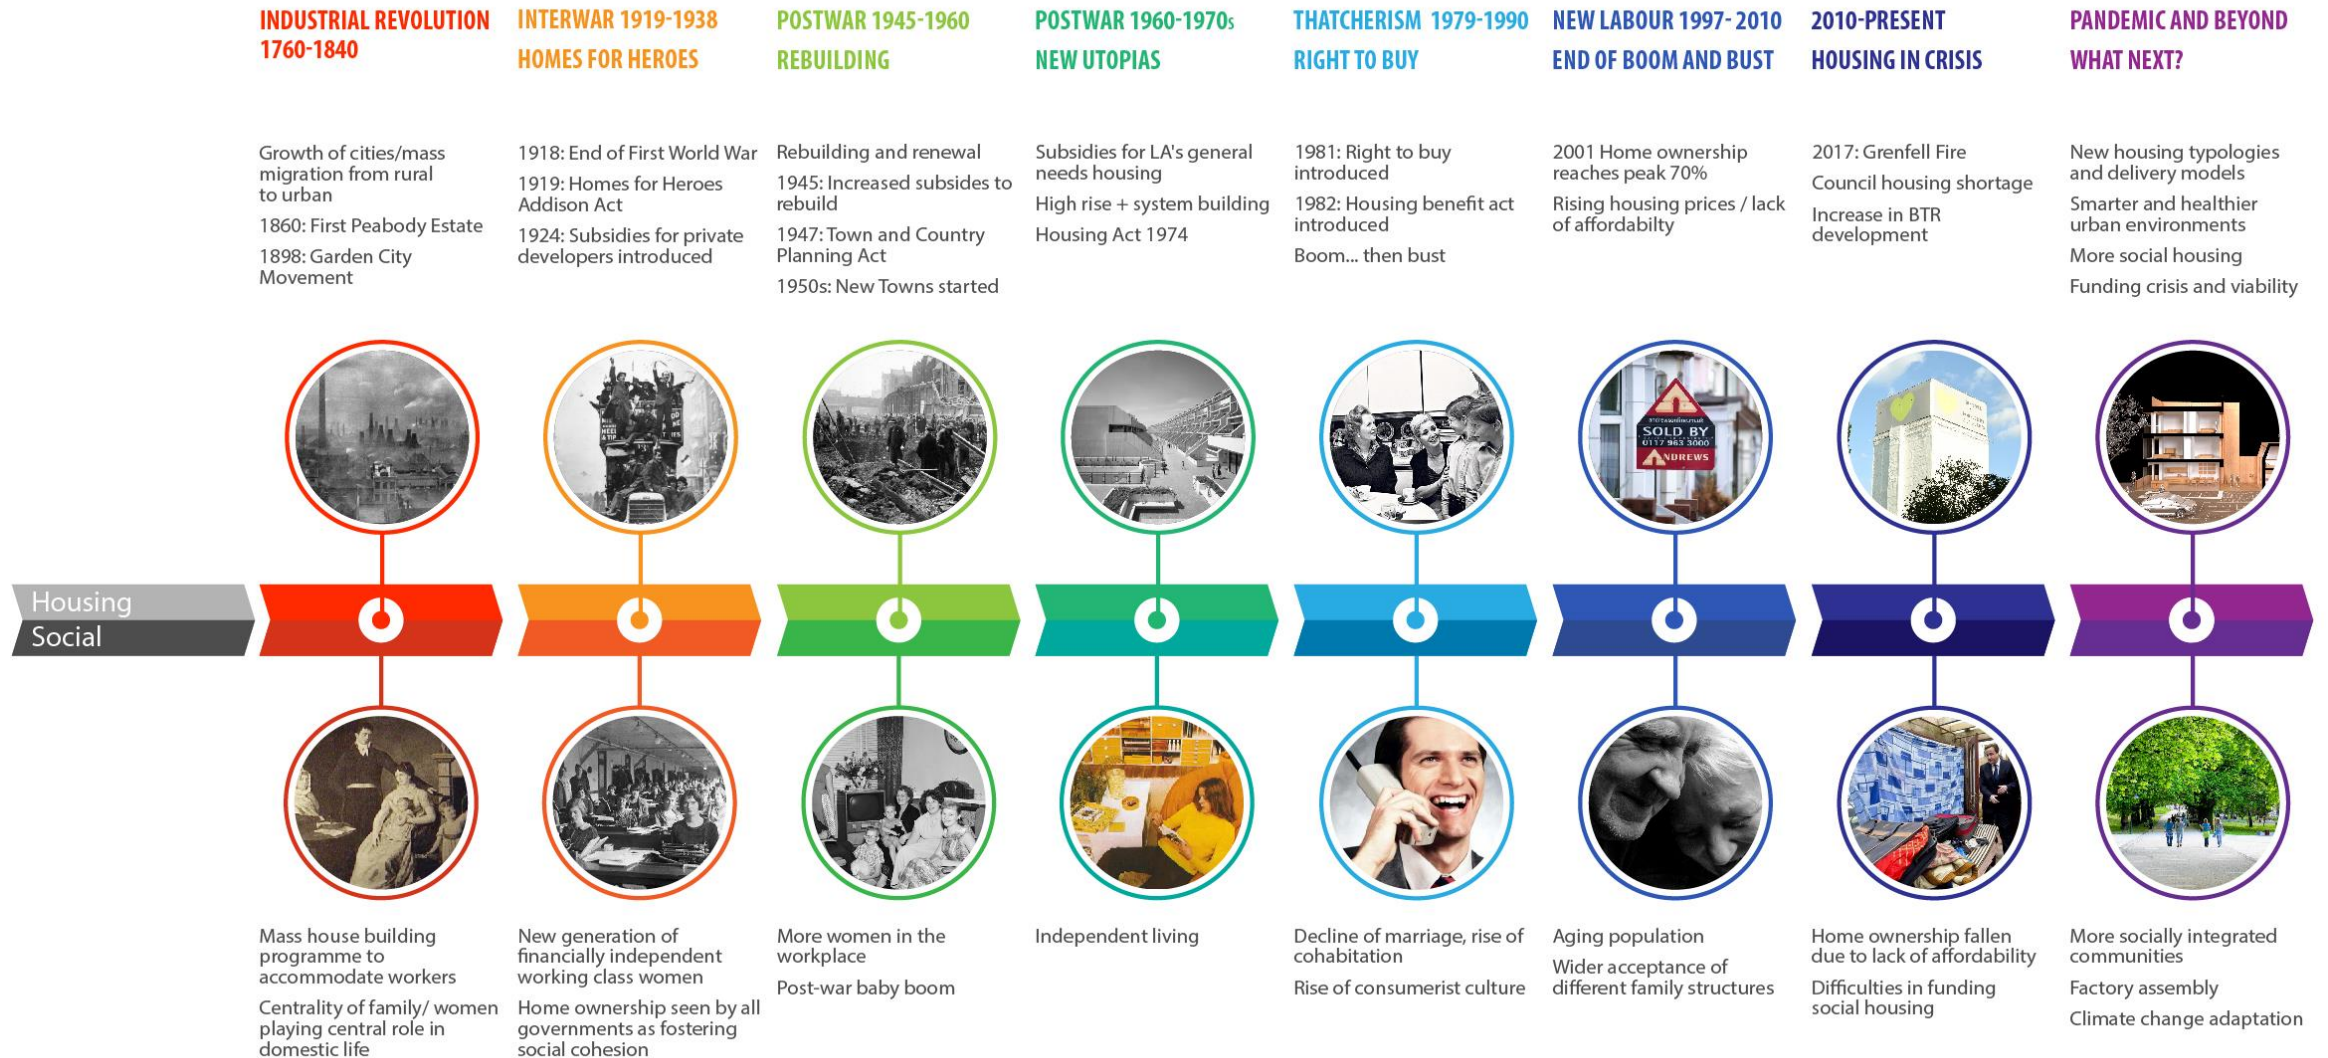 INDUSTRIAL REVOLUTION
1760-1840
Growth of cities/mass
migration from rural
to urban
1860: First Peabody Estate
1898: Garden City
Movement
INTERWAR 1919-1938
HOMES FOR HEROES
1918: End of First World War
1919: Homes for Heroes
Addison Act
1924: Subsidies for private
developers introduced
POSTWAR 1945-1960
REBUILDING
Rebuilding and renewal
1945: Increased subsides to
rebuild
1947: Town and Country
Planning Act
1950s: New Towns started
POSTWAR 1960-1970s
NEW UTOPIAS
Subsidies for LA's general
needs housing
High rise + system building
Housing Act 1974
THATCHERISM 1979-1990
RIGHT TO BUY
1981: Right to buy
introduced
1982: Housing benefit act
introduced
Boom... then bust
NEW LABOUR 1997- 2010
END OF BOOM AND BUST
2001 Home ownership
reaches peak 70%
Rising housing prices / lack
of affordabilty
2010-PRESENT
HOUSING IN CRISIS
2017: Grenfell Fire
Council housing shortage
Increase in BTR
development
PANDEMIC AND BEYOND
WHAT NEXT?
New housing typologies
and delivery models
Smarter and healthier
urban environments
More social housing
Funding crisis and viability
SOLD BY
0117 963 3000
ANDREWS
Housing
Social
Mass house building
programme to
accommodate workers
Centrality of family/ women
playing central role in
domestic life
New generation of
financially independent
working class women
Home ownership seen by all
governments as fostering
social cohesion
More women in the
workplace
Post-war baby boom
Independent living
Decline of marriage, rise of
cohabitation
Rise of consumerist culture
Aging population
Wider acceptance of
different family structures
Home ownership fallen
due to lack of affordability
Difficulties in funding
social housing
More socially integrated
communities
Factory assembly
Climate change adaptation